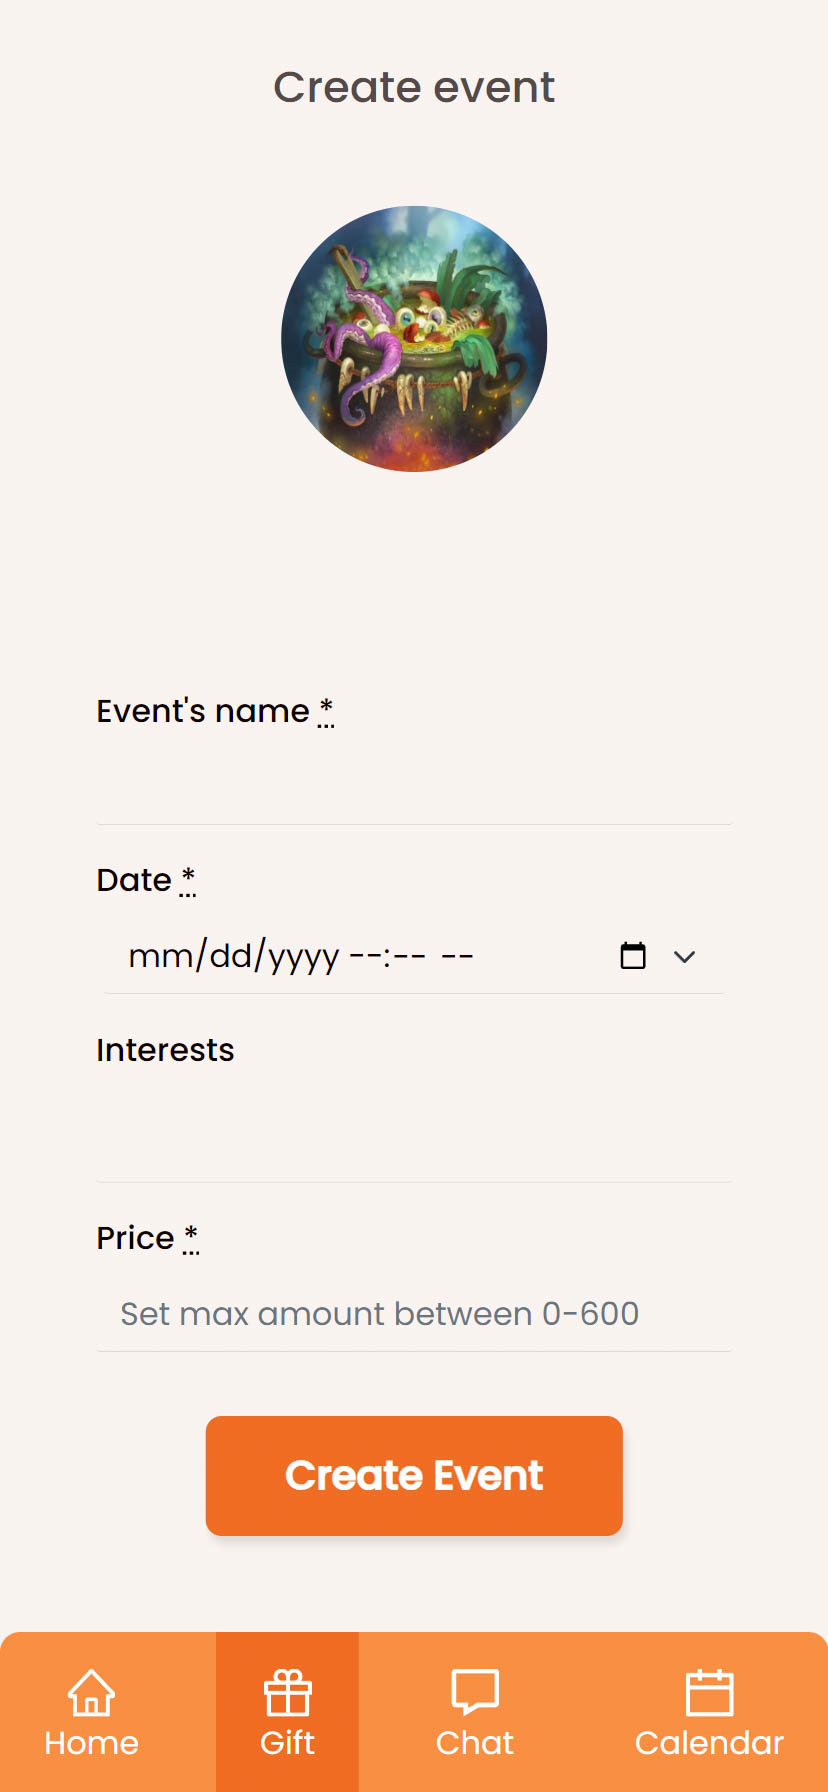 Create event
Event's name *
Date *
mm/dd/yyyy --:-- --
Interests
Price *
Set max amount between 0-600
Create Event
Home
Gift
Chat
Calendar